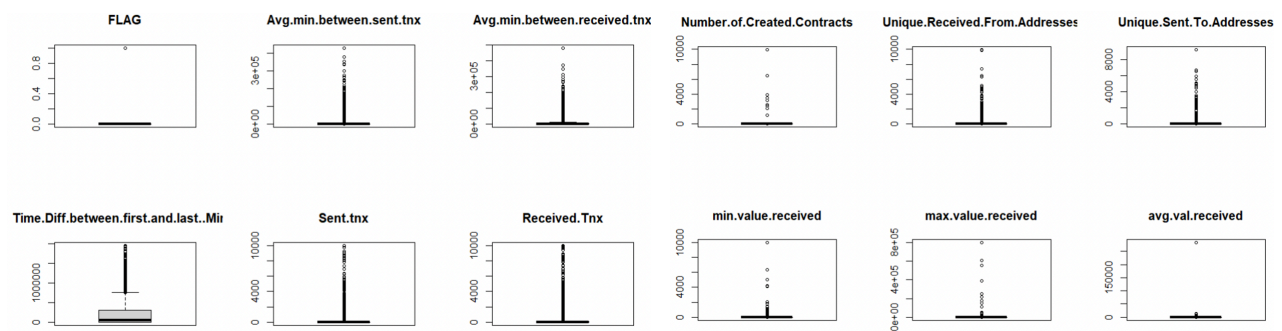 FLAG
0.0 0.4 0.8
Avg.min.between.sent.tnx
0e+00 3e+05
Avg.min.between.received.tnx
0e+00 3e+05
Number.of.Created.Contracts
0 4000 10000
Unique.Received.From.Addresses
0 4000 10000
Unique.Sent.To.Addresses
0 4000 8000
Time.Diff.between.first.and.last..Mi
0 1000000
Sent.tnx
0 4000 10000
Received.Tnx
0 4000 10000
min.value.received
0 4000 10000
max.value.received
0e+00 4e+05 8e+05
avg.val.received
0 150000